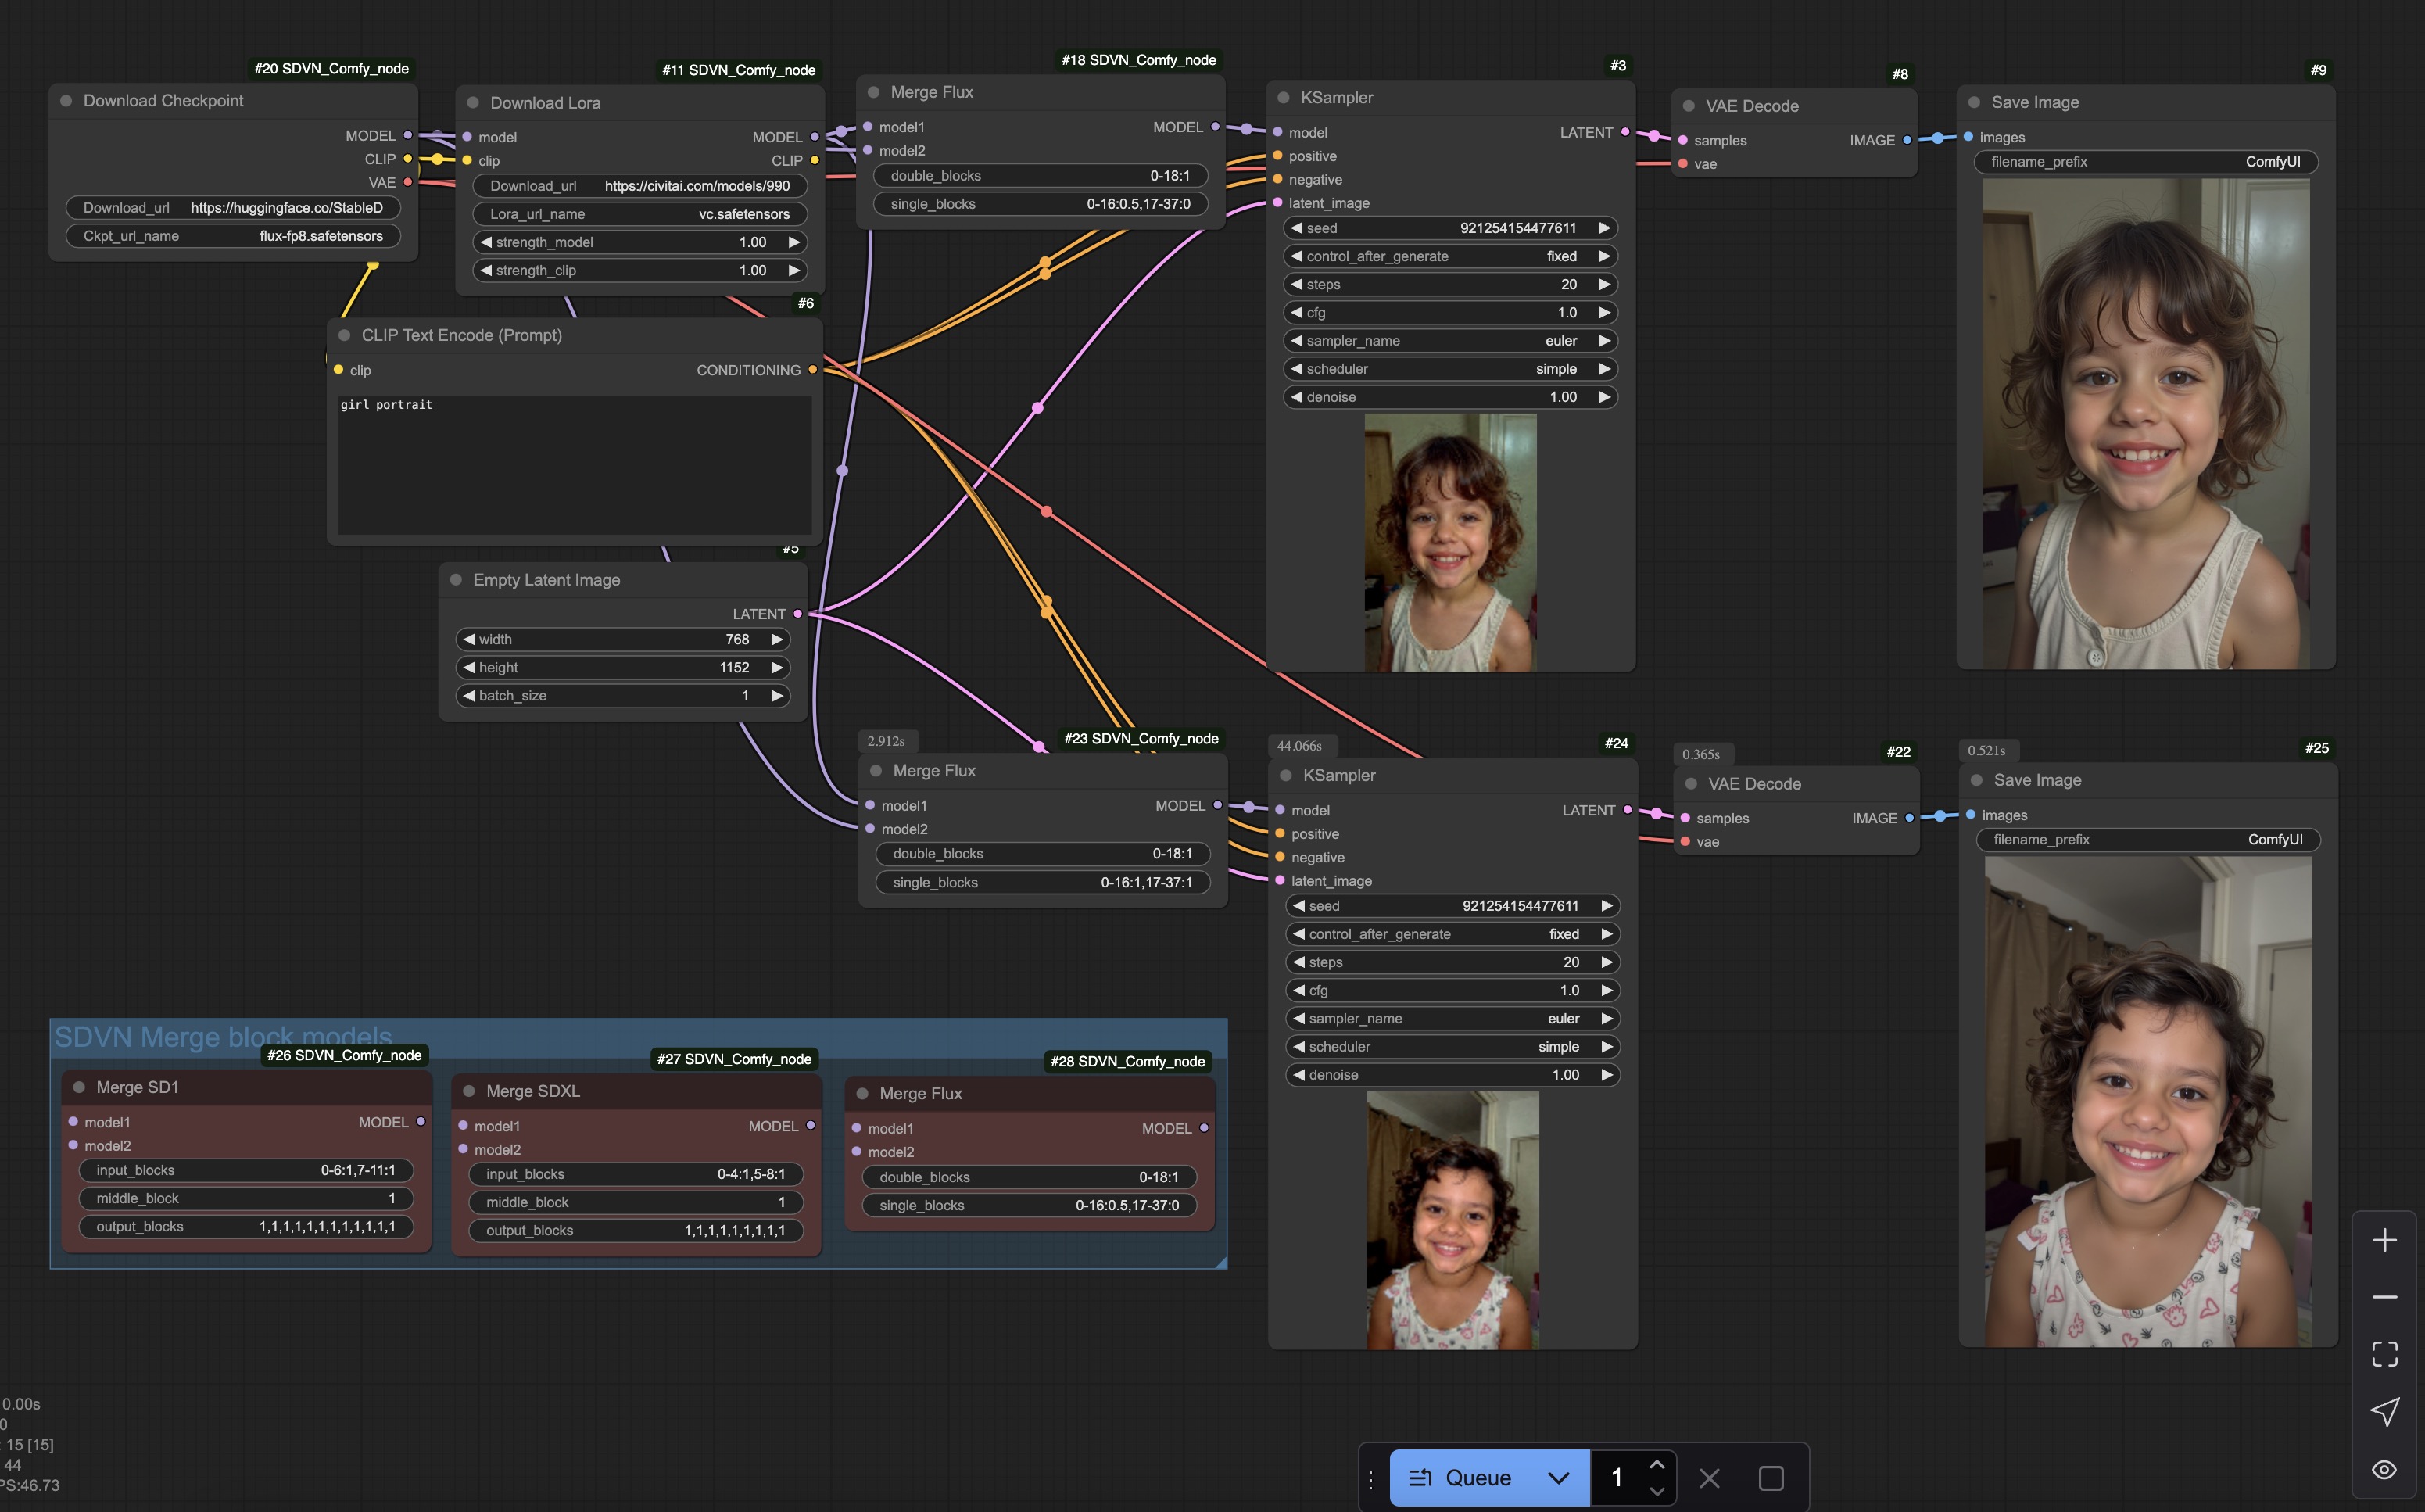 #20 SDVN_Comfy_node
Download Checkpoint
MODEL
CLIP
VAE
Download_url https://huggingface.co/StableD
Ckpt_url_name flux-fp8.safetensors
#11 SDVN_Comfy_node
Download Lora
model MODEL
clip CLIP
Download_url https://civitai.com/models/990
Lora_url_name vc.safetensors
strength_model 1.00
strength_clip 1.00
#18 SDVN_Comfy_node
Merge Flux
model1 MODEL
model2
double_blocks 0-18:1
single_blocks 0-16:0.5,17-37:0
#3
KSampler
model LATENT
positive
negative
latent_image
seed 921254154477611
control_after_generate fixed
steps 20
cfg 1.0
sampler_name euler
scheduler simple
denoise 1.00
#8
VAE Decode
samples IMAGE
vae
#9
Save Image
images
filename_prefix ComfyUI
#6
CLIP Text Encode (Prompt)
clip CONDITIONING
girl portrait
#5
Empty Latent Image
LATENT
width 768
height 1152
batch_size 1
2.912s
#23 SDVN_Comfy_node
Merge Flux
model1 MODEL
model2
double_blocks 0-18:1
single_blocks 0-16:1,17-37:1
44.066s
#24
KSampler
model LATENT
positive
negative
latent_image
seed 921254154477611
control_after_generate fixed
steps 20
cfg 1.0
sampler_name euler
scheduler simple
denoise 1.00
0.365s
#22
VAE Decode
samples IMAGE
vae
0.521s
#25
Save Image
images
filename_prefix ComfyUI
SDVN Merge block models
#26 SDVN_Comfy_node
Merge SD1
model1 MODEL
model2
input_blocks 0-6:1,7-11:1
middle_block 1
output_blocks 1,1,1,1,1,1,1,1,1,1,1,1
#27 SDVN_Comfy_node
Merge SDXL
model1 MODEL
model2
input_blocks 0-4:1,5-8:1
middle_block 1
output_blocks 1,1,1,1,1,1,1,1,1
#28 SDVN_Comfy_node
Merge Flux
model1 MODEL
model2
double_blocks 0-18:1
single_blocks 0-16:0.5,17-37:0
0.00s
0
: 15 [15]
44
PS:46.73
Queue 1